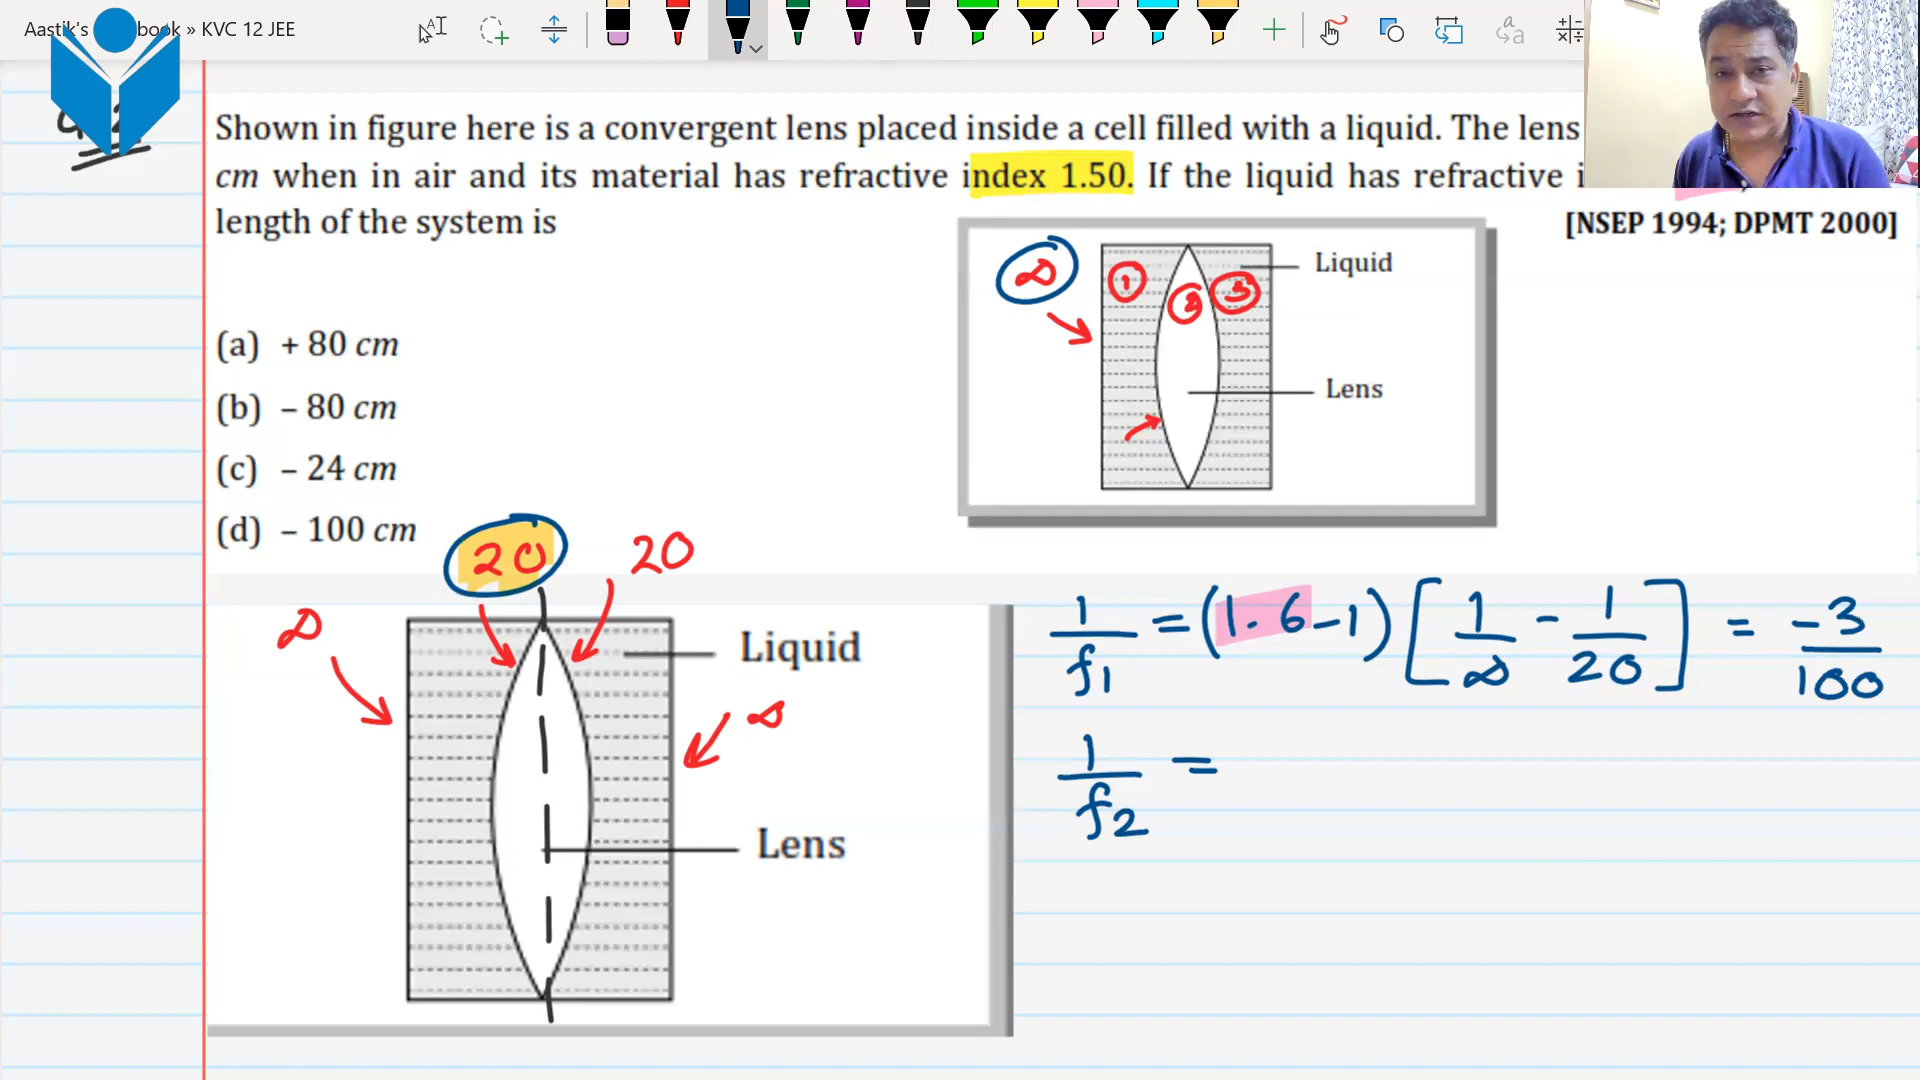 Aastik's book » KVC 12 JEE
Shown in figure here is a convergent lens placed inside a cell filled with a liquid. The lens
cm when in air and its material has refractive index 1.50. If the liquid has refractive i
length of the system is
[NSEP 1994; DPMT 2000]
∞
1
2
3
Liquid
Lens
(a) + 80 cm
(b) – 80 cm
(c) – 24 cm
(d) – 100 cm
20
20
∞
Liquid
∞
Lens
1/f1 = (1.6-1) [1/∞ - 1/20] = -3/100
1/f2 =